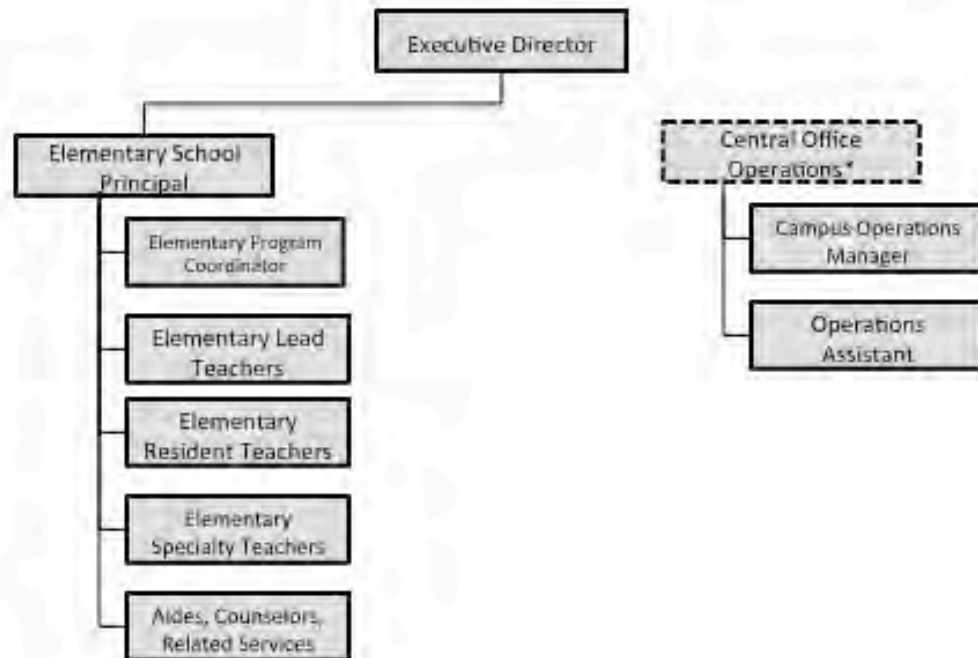 Executive Director
Elementary School
Principal
Elementary Program
Coordinator
Elementary Lead
Teachers
Elementary
Resident Teachers
Elementary
Specialty Teachers
Aides, Counselors,
Related Services
Central Office
Operations*
Campus Operations
Manager
Operations
Assistant